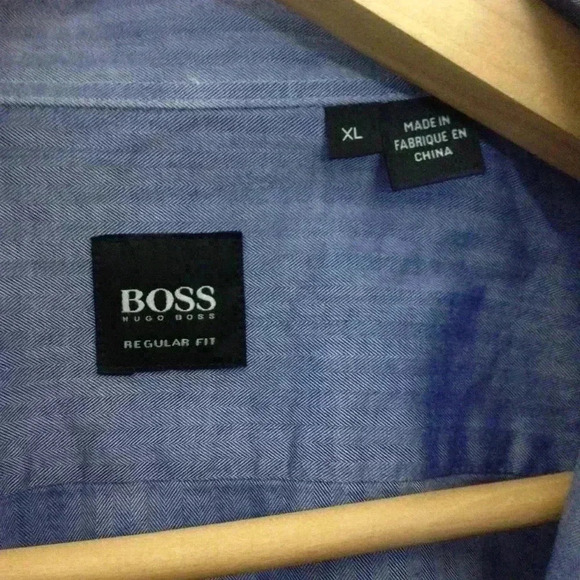 XL
MADE IN
FABRIQUE EN
CHINA
BOSS
HUGO BOSS
REGULAR FIT